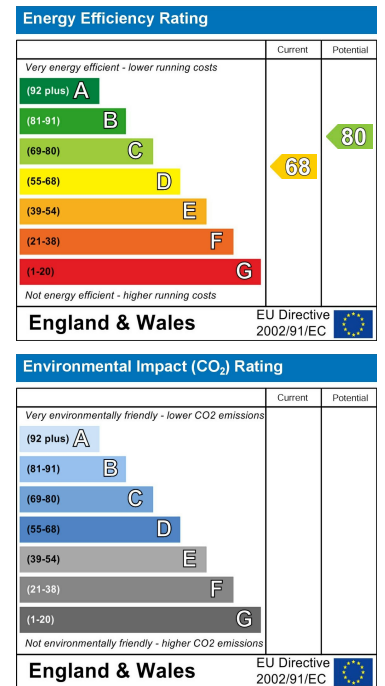 Energy Efficiency Rating
Current Potential
Very energy efficient - lower running costs
(92 plus) A
(81-91) B
(69-80) C
(55-68) D
(39-54) E
(21-38) F
(1-20) G
68
80
Not energy efficient - higher running costs
England & Wales
EU Directive
2002/91/EC
Environmental Impact (CO₂) Rating
Current Potential
Very environmentally friendly - lower CO2 emissions
(92 plus) A
(81-91) B
(69-80) C
(55-68) D
(39-54) E
(21-38) F
(1-20) G
Not environmentally friendly - higher CO2 emissions
England & Wales
EU Directive
2002/91/EC